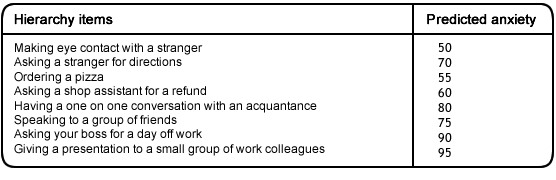 Hierarchy items Predicted anxiety
Making eye contact with a stranger 50
Asking a stranger for directions 70
Ordering a pizza 55
Asking a shop assistant for a refund 60
Having a one on one conversation with an acquantance 80
Speaking to a group of friends 75
Asking your boss for a day off work 90
Giving a presentation to a small group of work colleagues 95